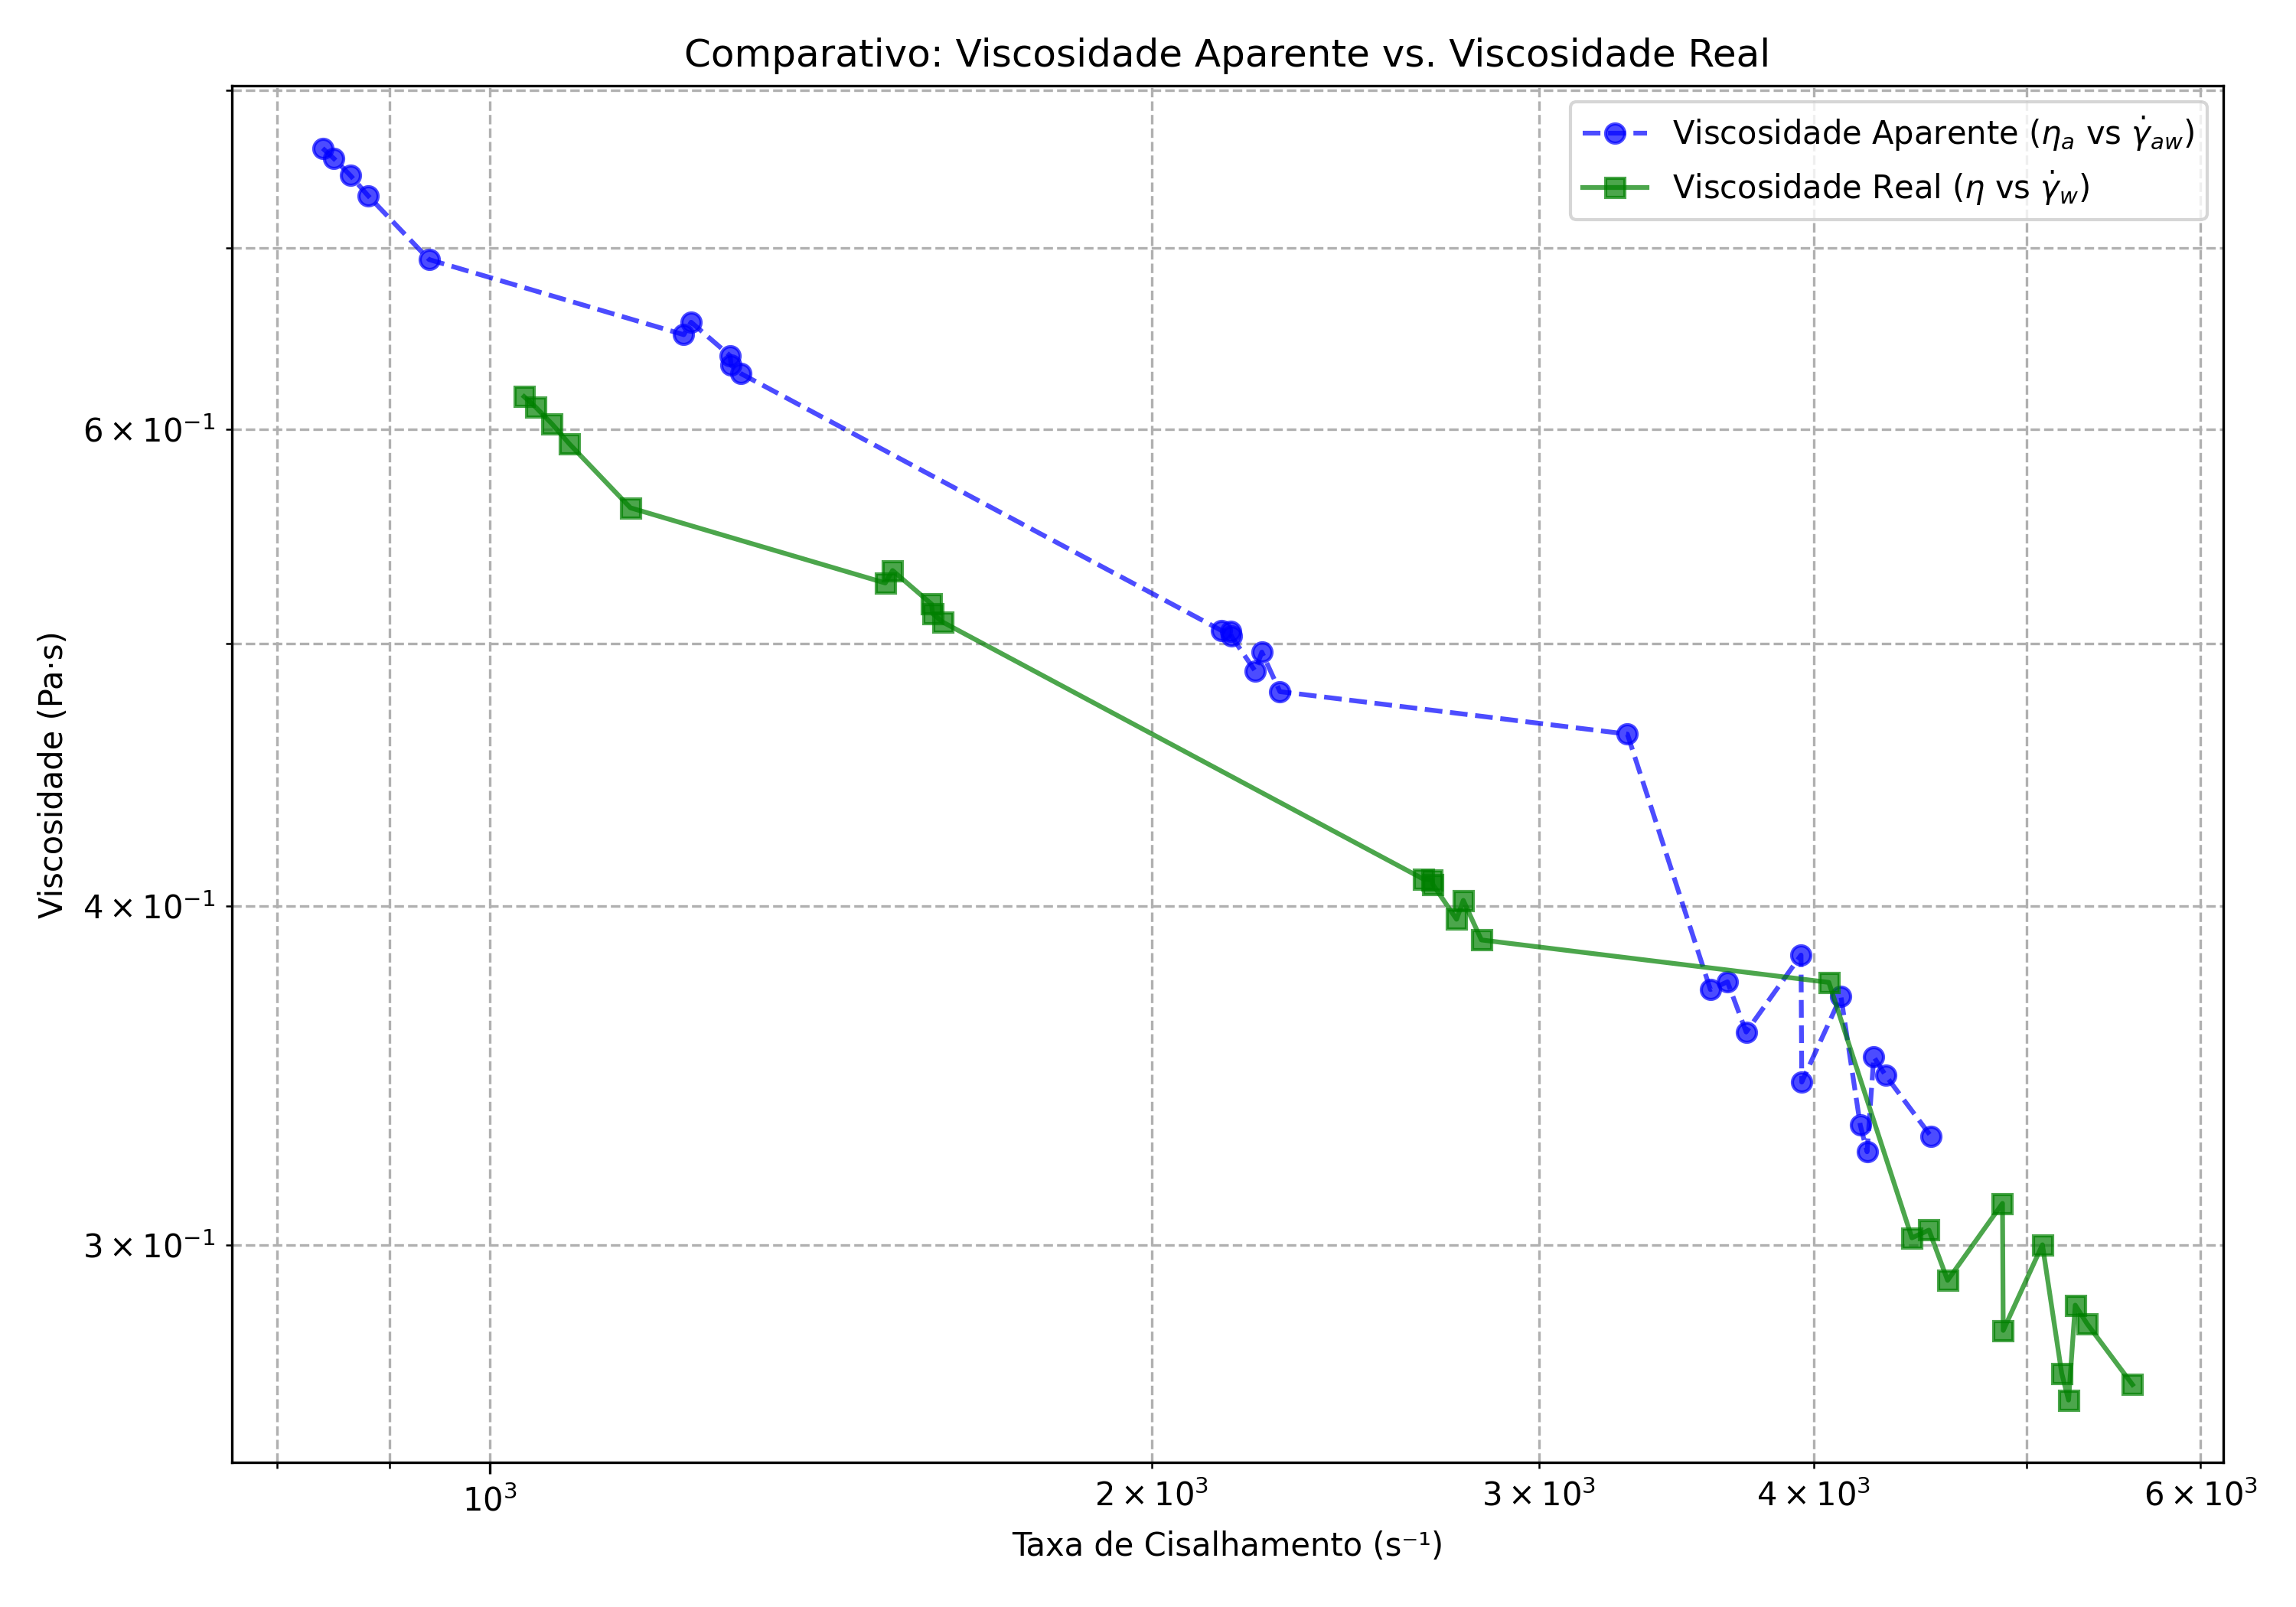 Comparativo: Viscosidade Aparente vs. Viscosidade Real
Viscosidade Aparente (ηₐ vs γ̇ₐw)
Viscosidade Real (η vs γ̇w)
Viscosidade (Pa·s)
6 × 10⁻¹
4 × 10⁻¹
3 × 10⁻¹
10³
2 × 10³
3 × 10³
4 × 10³
6 × 10³
Taxa de Cisalhamento (s⁻¹)